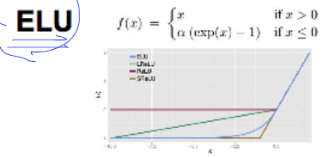 ELU
f(x) = { x if x > 0
α (exp(x) − 1) if x ≤ 0
ELU
LReLU
ReLU
SReLU
x